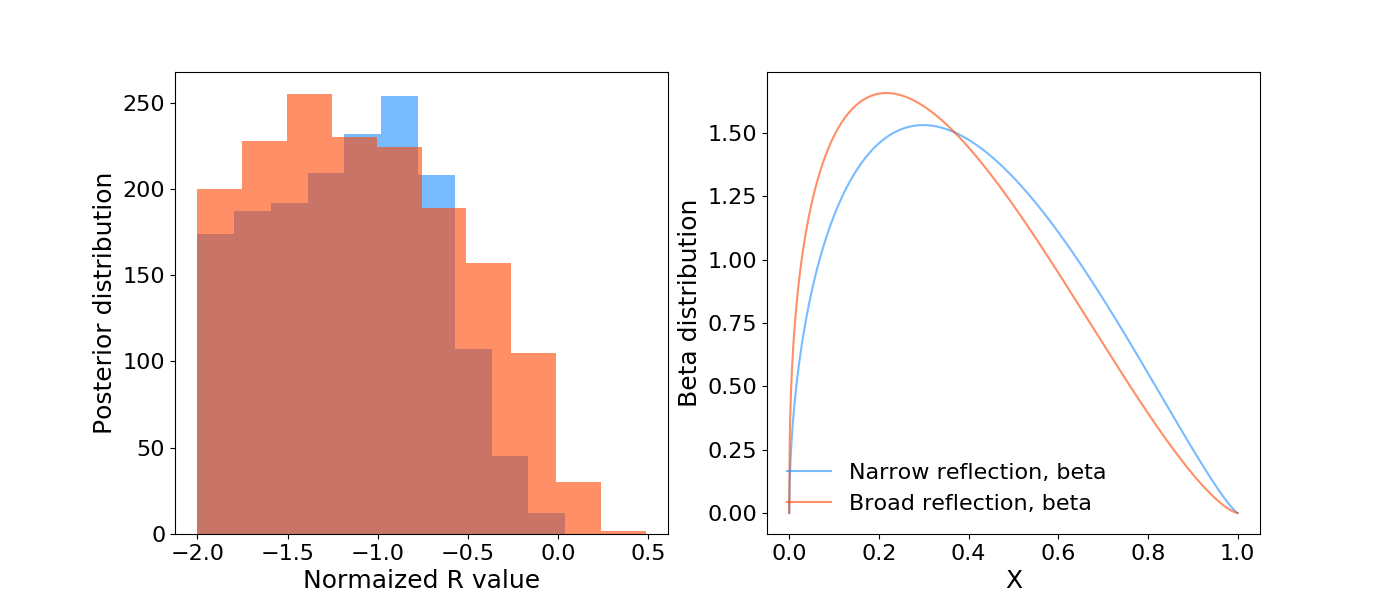 Posterior distribution
250
200
150
100
50
0
−2.0 −1.5 −1.0 −0.5 0.0 0.5
Normaized R value
Beta distribution
1.50
1.25
1.00
0.75
0.50
0.25
0.00
Narrow reflection, beta
Broad reflection, beta
0.0 0.2 0.4 0.6 0.8 1.0
X